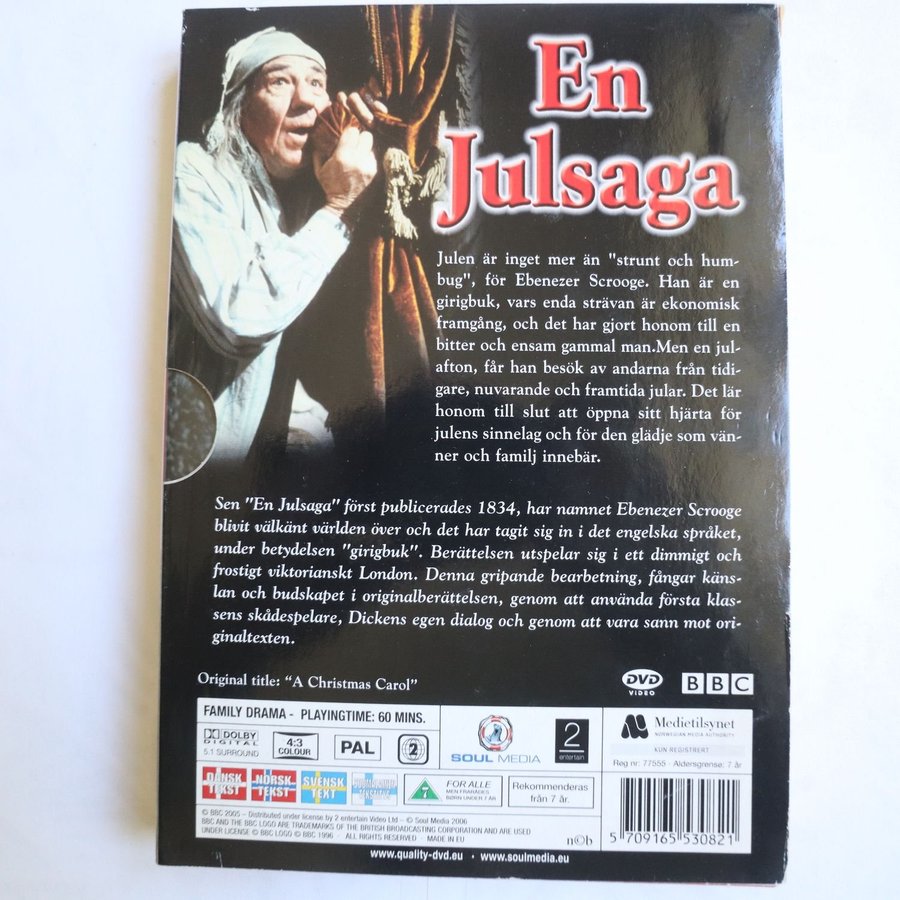 En
Julsaga
Julen är inget mer än "strunt och hum-
bug", för Ebenezer Scrooge. Han är en
girigbuk, vars enda strävan är ekonomisk
framgång, och det har gjort honom till en
bitter och ensam gammal man.Men en jul-
afton, får han besök av andarna från tidi-
gare, nuvarande och framtida jular. Det lär
honom till slut att öppna sitt hjärta för
julens sinnelag och för den glädje som vän-
ner och familj innebär.
Sen "En Julsaga" först publicerades 1834, har namnet Ebenezer Scrooge
blivit välkänt världen över och det har tagit sig in i det engelska språket,
under betydelsen "girigbuk". Berättelsen utspelar sig i ett dimmigt och
frostigt viktorianskt London. Denna gripande bearbetning, fångar käns-
lan och budskapet i originalberättelsen, genom att använda första klas-
sens skådespelare, Dickens egen dialog och genom att vara sann mot ori-
ginaltexten.
Original title: “A Christmas Carol”
DVD
VIDEO
BBC
FAMILY DRAMA - PLAYINGTIME: 60 MINS.
DOLBY
DIGITAL
5.1 SURROUND
4:3
COLOUR
PAL
2
SOUL MEDIA
2
entertain
Medietilsynet
NORWEGIAN MEDIA AUTHORITY
KUN REGISTRERT
Reg nr: 77555 - Aldersgrense: 7 år
DANSK
TEKST
NORSK
TEKST
SVENSK
TEXT
TEKSTITYS
7
FOR ALLE
MEN FRARÅDES
BØRN UNDER 7 ÅR
Rekommenderas
från 7 år.
© BBC 2005 – Distributed under license by 2 entertain Video Ltd – © Soul Media 2006
BBC AND THE BBC LOGO ARE TRADEMARKS OF THE BRITISH BROADCASTING CORPORATION AND ARE USED
UNDER LICENSE © BBC LOGO © BBC 1996 - ALL RIGHTS RESERVED MADE IN EU
n©b
5 709165 530821
www.quality-dvd.eu • www.soulmedia.eu